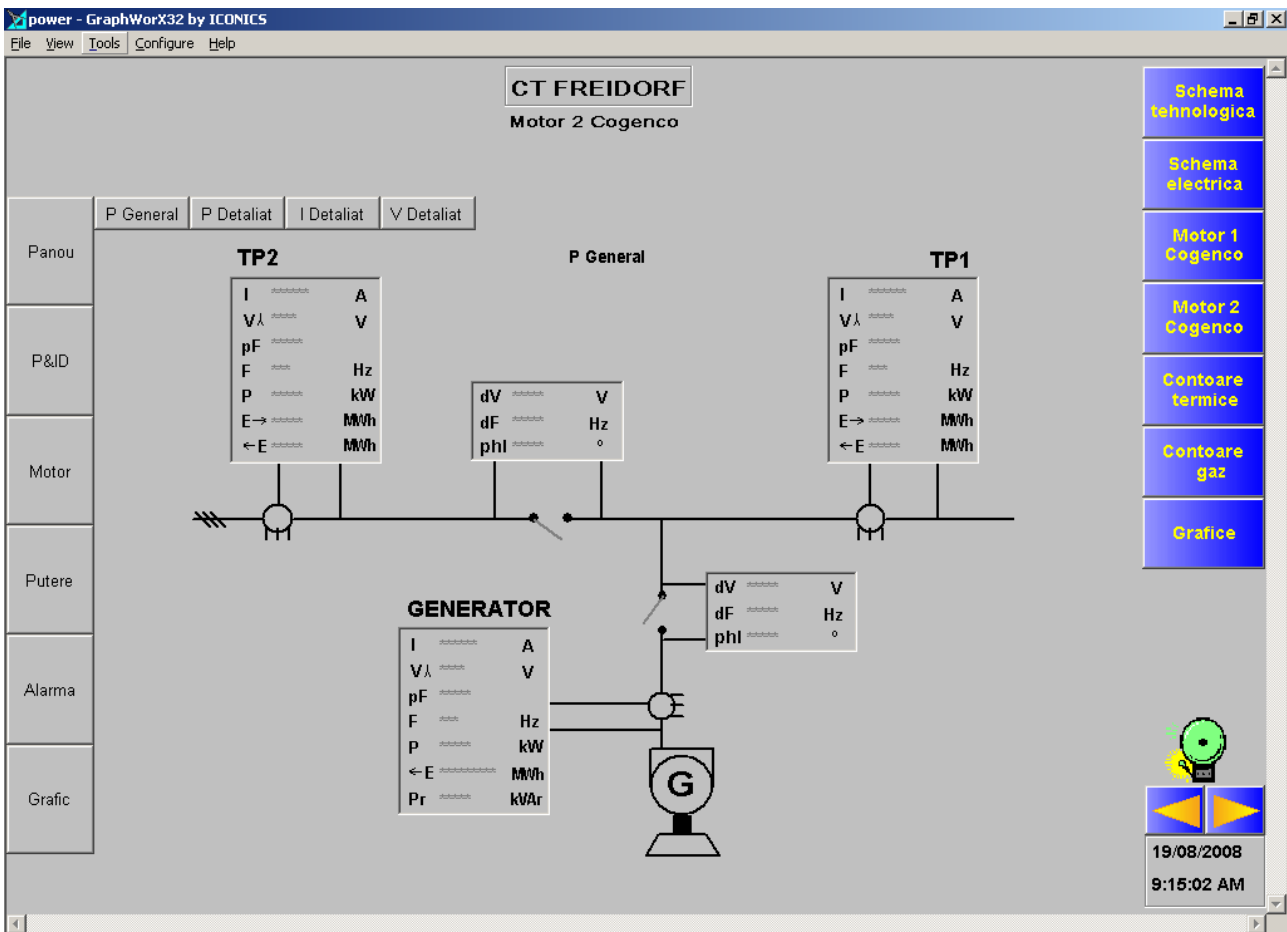 power - GraphWorX32 by ICONICS
File View Tools Configure Help
CT FREIDORF
Motor 2 Cogenco
Panou
P&ID
Motor
Putere
Alarma
Grafic
P General P Detaliat I Detaliat V Detaliat
P General
TP2
I ****** A
V⅄ **** V
pF *****
F *** Hz
P ***** kW
E→ ***** MWh
←E ***** MWh
dV ***** V
dF ***** Hz
phI ***** °
TP1
I ****** A
V⅄ **** V
pF *****
F *** Hz
P ***** kW
E→ ***** MWh
←E ***** MWh
dV ***** V
dF ***** Hz
phI ***** °
GENERATOR
I ****** A
V⅄ **** V
pF *****
F *** Hz
P ***** kW
←E ********* MWh
Pr ***** kVAr
G
Schema
tehnologica
Schema
electrica
Motor 1
Cogenco
Motor 2
Cogenco
Contoare
termice
Contoare
gaz
Grafice
19/08/2008
9:15:02 AM